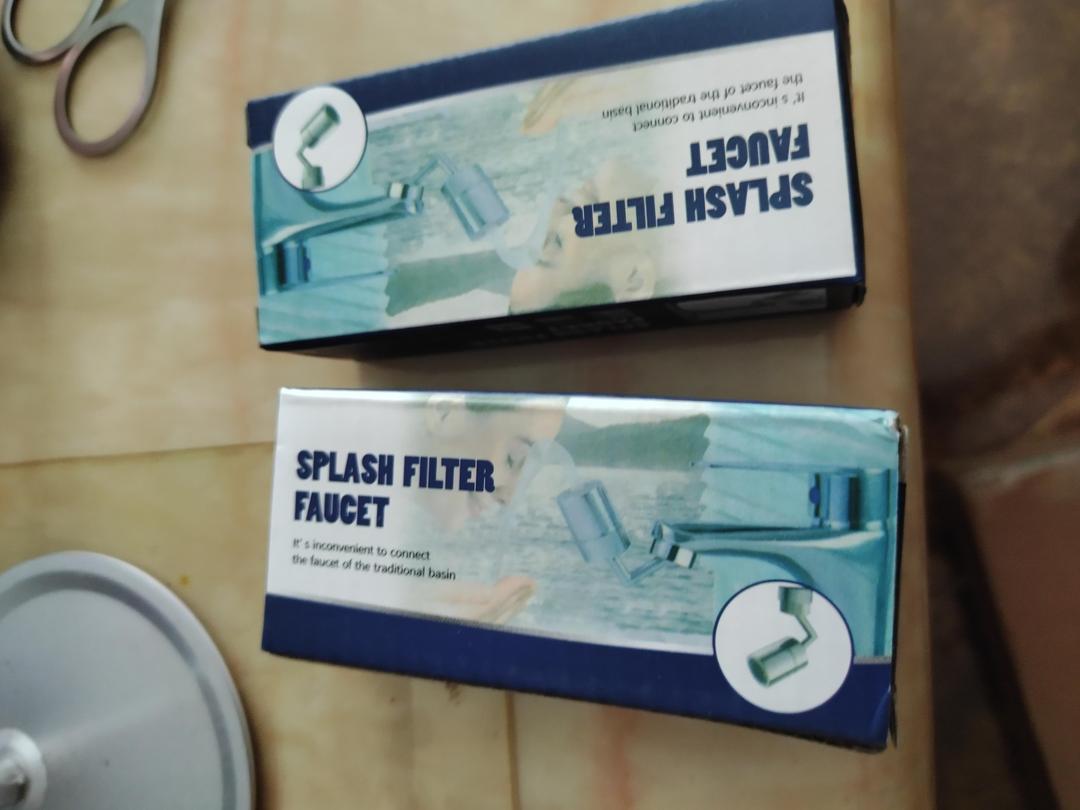 SPLASH FILTER
FAUCET
It's inconvenient to connect
the faucet of the traditional basin
SPLASH FILTER
FAUCET
It's inconvenient to connect
the faucet of the traditional basin